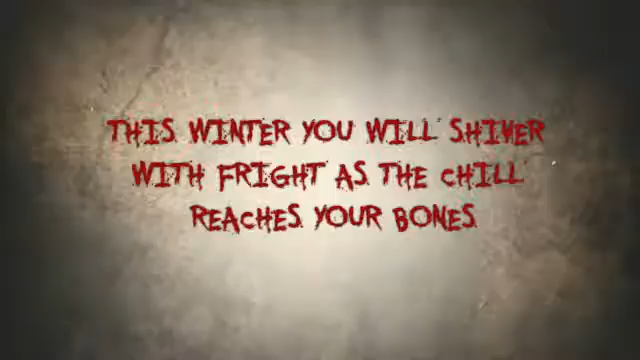 THIS WINTER YOU WILL SHIVER
WITH FRIGHT AS THE CHILL
REACHES YOUR BONES